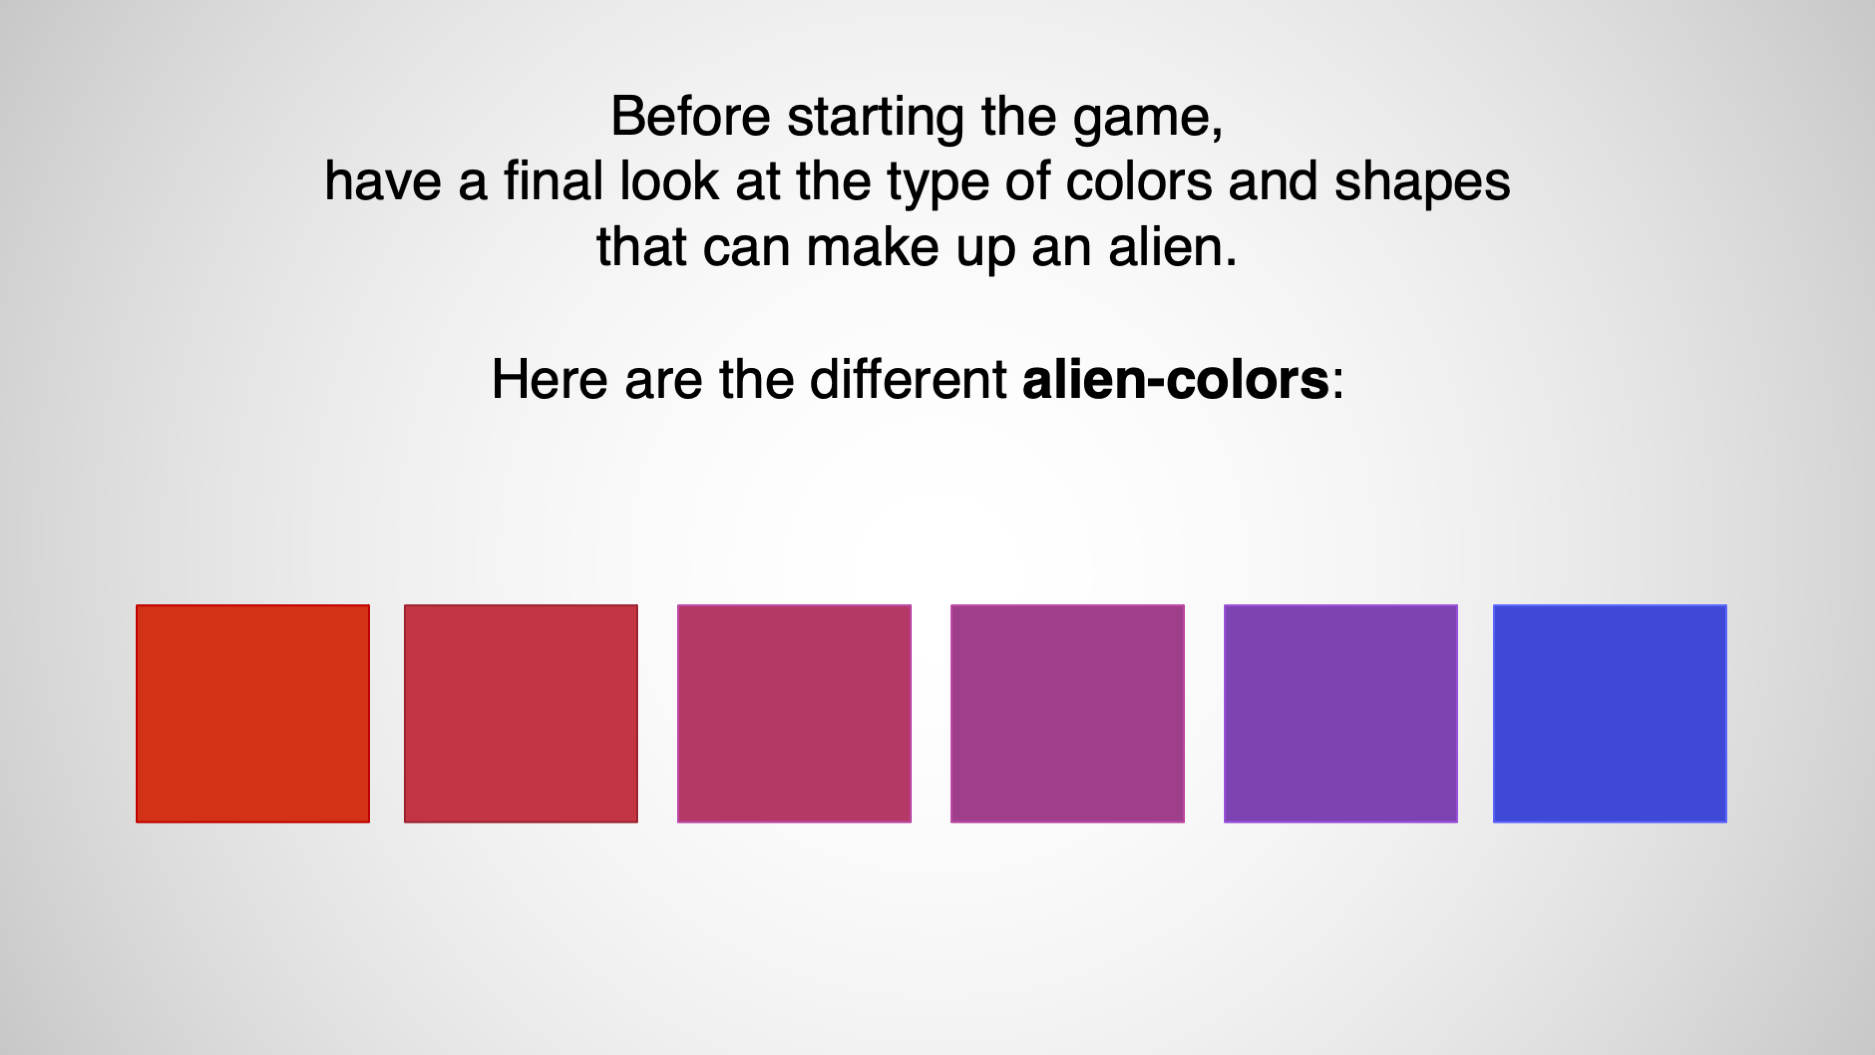 Before starting the game,
have a final look at the type of colors and shapes
that can make up an alien.
Here are the different alien-colors: